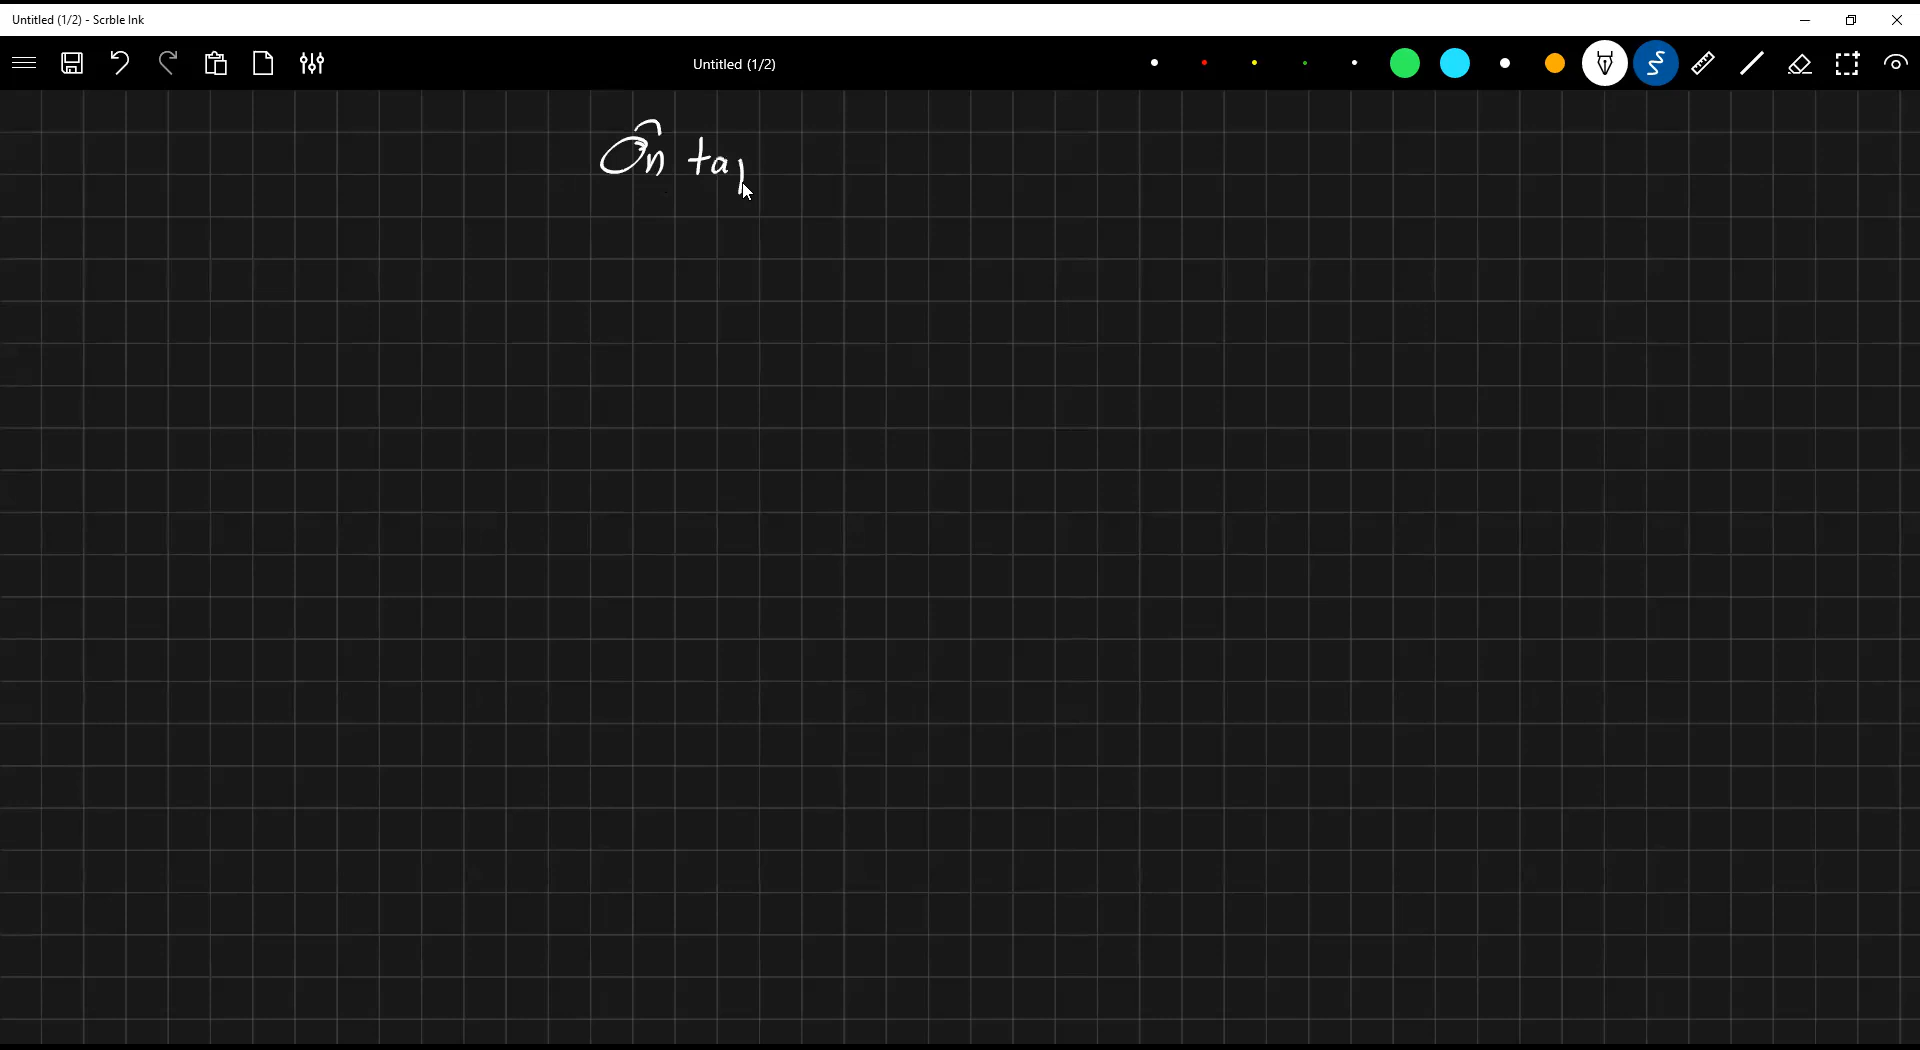 Untitled (1/2) - Scrble Ink
Untitled (1/2)
Ôn ta